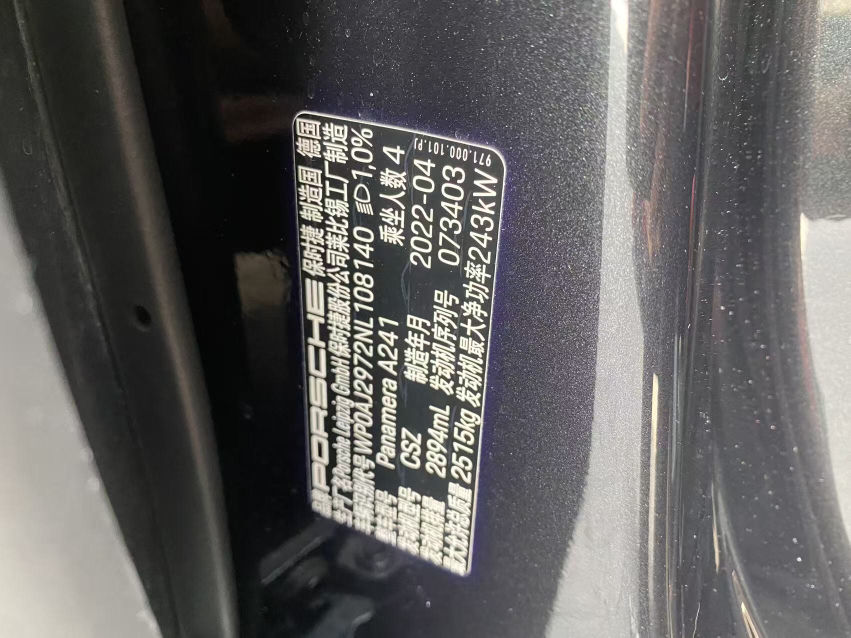 品牌 PORSCHE 保时捷 制造国 德国
生产厂名 Porsche Leipzig GmbH 保时捷股份公司莱比锡工厂制造
车辆识别代号 WP0AJ2972NL108140 1,0%
整车型号 Panamera A241 乘坐人数 4
发动机型号 CSZ 制造年月 2022-04
发动机排量 2894mL 发动机序列号 073403
最大允许总质量 2515kg 发动机最大净功率 243kW
971.000.101.PJ